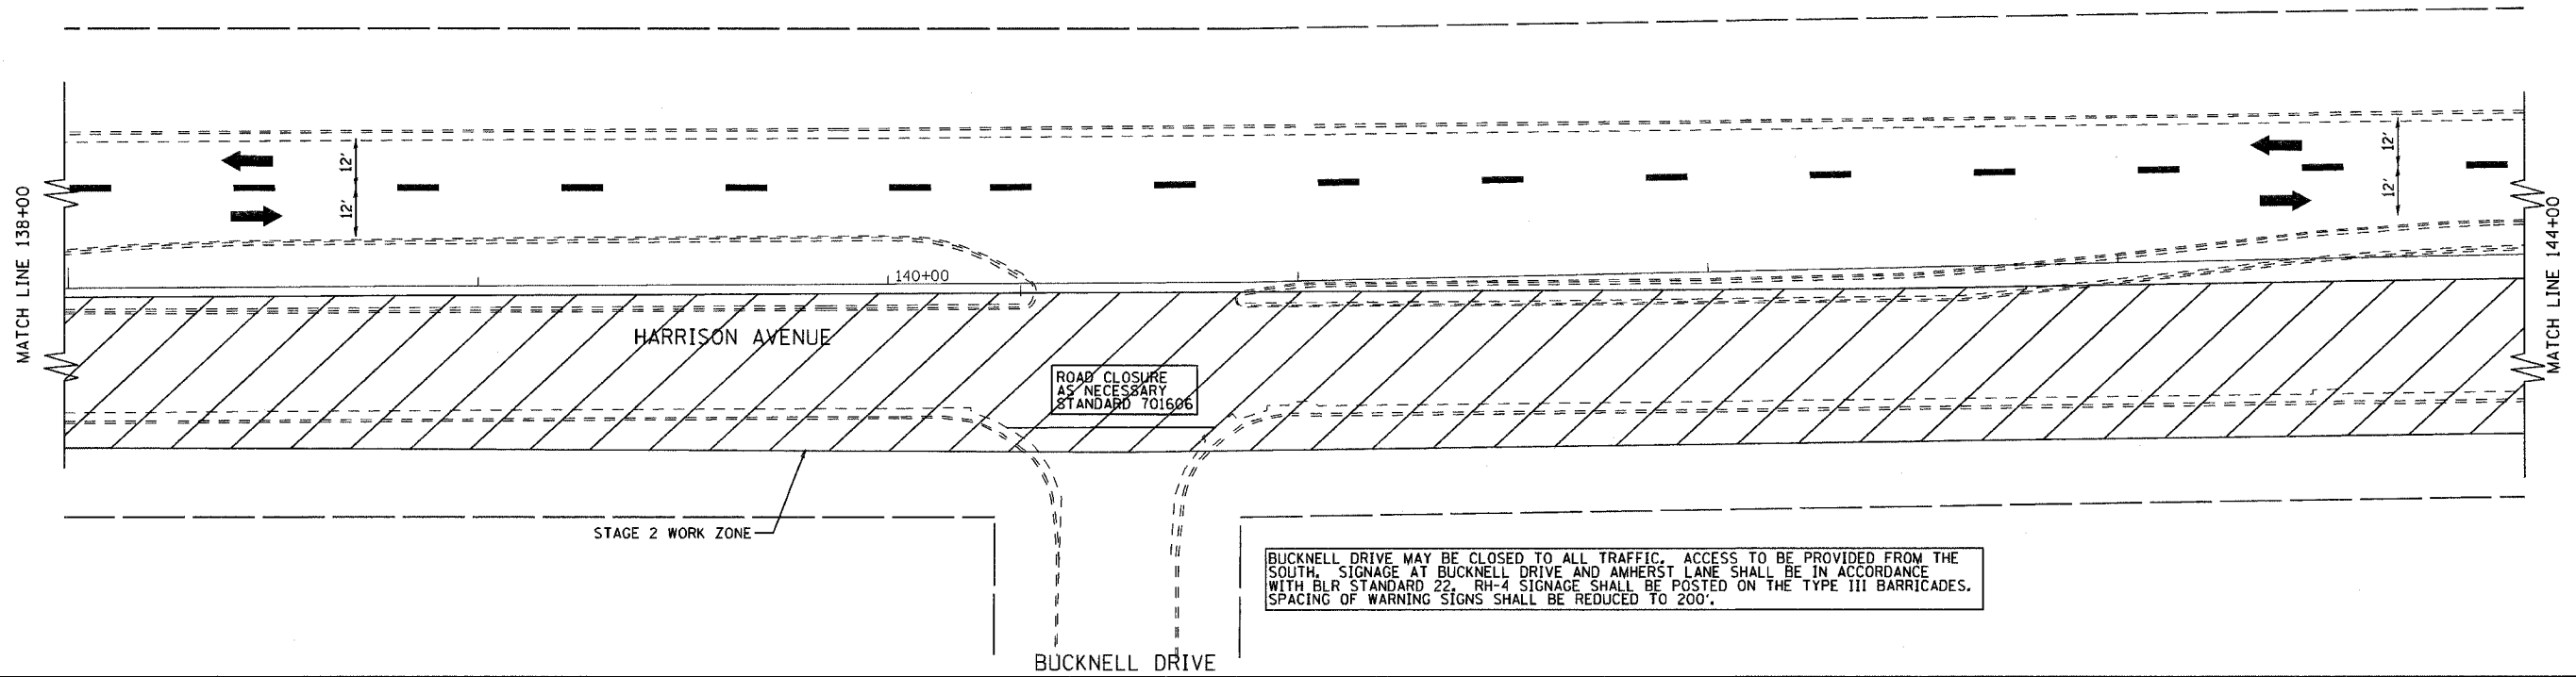 MATCH LINE 138+00
12'
12'
12'
12'
MATCH LINE 144+00
140+00
HARRISON AVENUE
ROAD CLOSURE
AS NECESSARY
STANDARD 701606
STAGE 2 WORK ZONE
BUCKNELL DRIVE MAY BE CLOSED TO ALL TRAFFIC. ACCESS TO BE PROVIDED FROM THE
SOUTH. SIGNAGE AT BUCKNELL DRIVE AND AMHERST LANE SHALL BE IN ACCORDANCE
WITH BLR STANDARD 22. RH-4 SIGNAGE SHALL BE POSTED ON THE TYPE III BARRICADES.
SPACING OF WARNING SIGNS SHALL BE REDUCED TO 200'.
BUCKNELL DRIVE